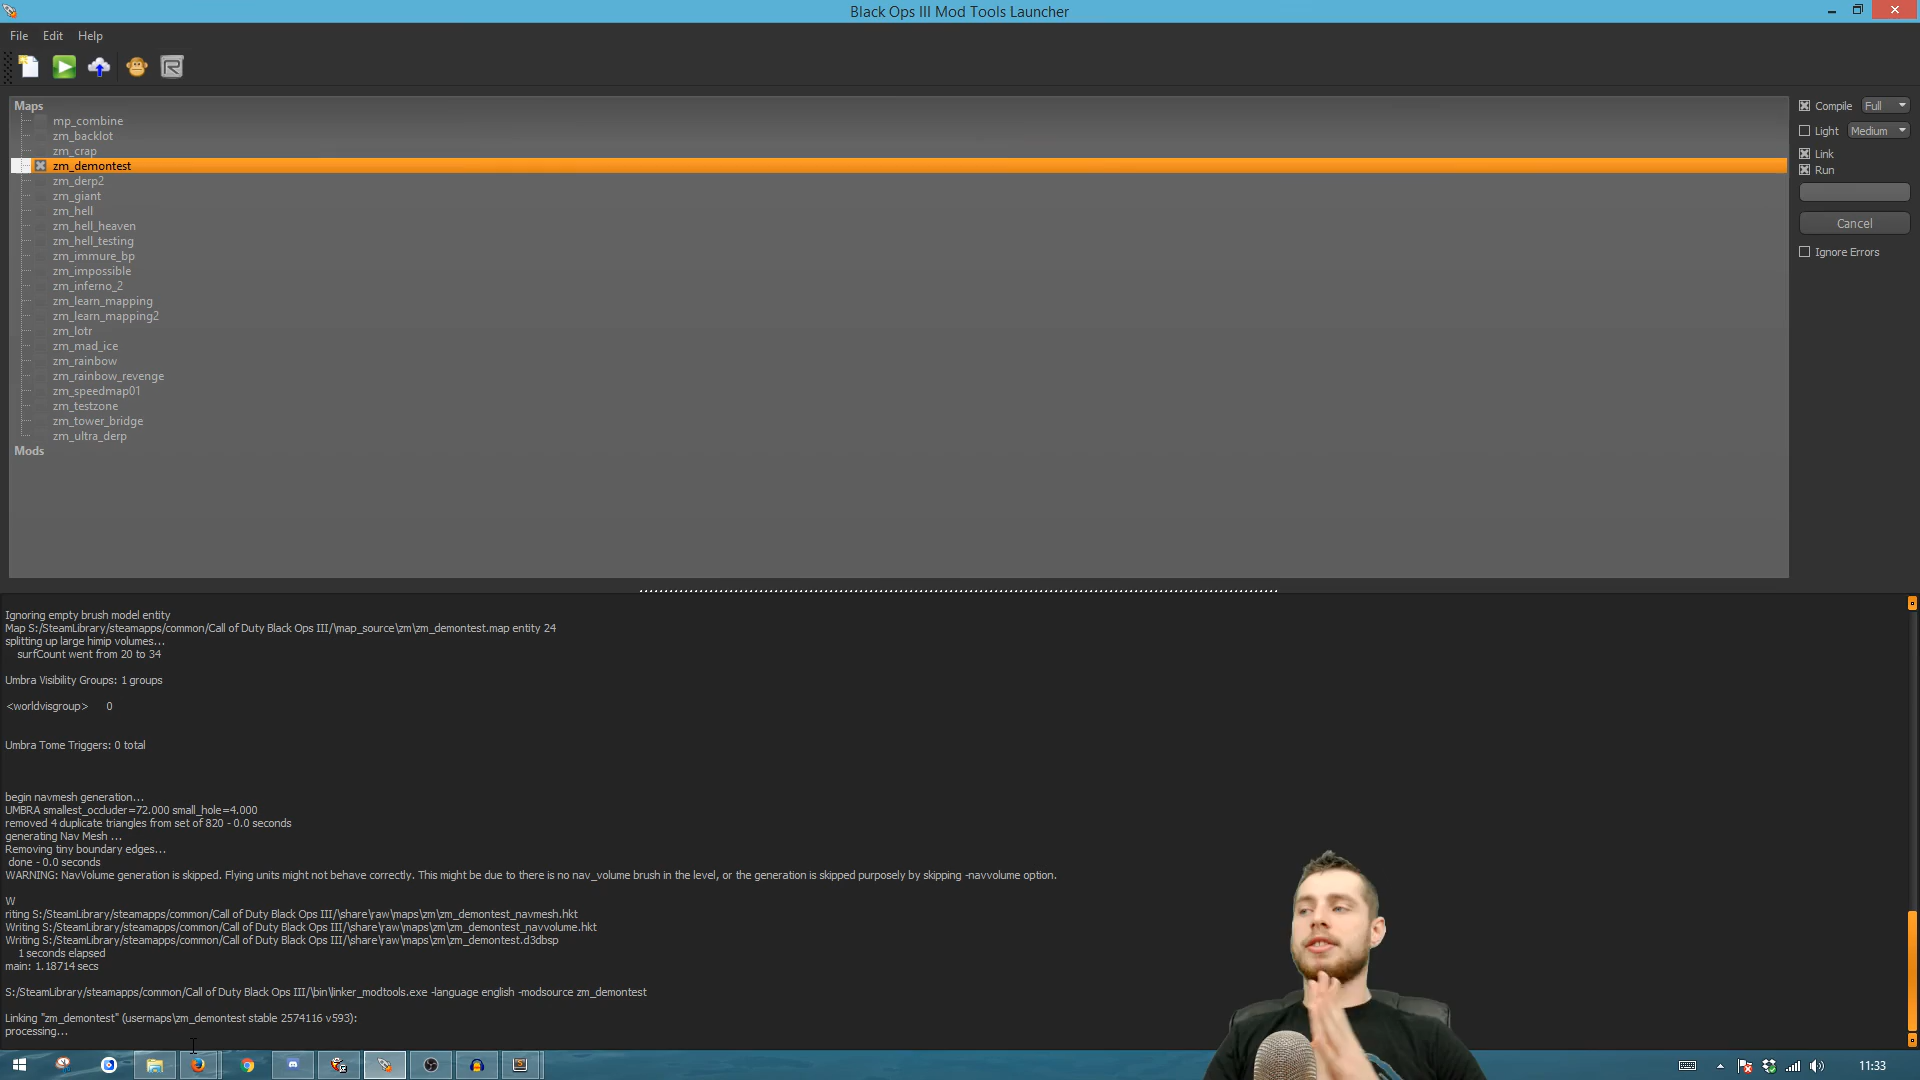 Black Ops III Mod Tools Launcher
File Edit Help
Maps
mp_combine
zm_backlot
zm_crap
zm_demontest
zm_derp2
zm_giant
zm_hell
zm_hell_heaven
zm_hell_testing
zm_immure_bp
zm_impossible
zm_inferno_2
zm_learn_mapping
zm_learn_mapping2
zm_lotr
zm_mad_ice
zm_rainbow
zm_rainbow_revenge
zm_speedmap01
zm_testzone
zm_tower_bridge
zm_ultra_derp
Mods
Compile Full
Light Medium
Link
Run
Cancel
Ignore Errors
Ignoring empty brush model entity
Map S:/SteamLibrary/steamapps/common/Call of Duty Black Ops III/\map_source\zm\zm_demontest.map entity 24
splitting up large himip volumes...
surfCount went from 20 to 34
Umbra Visibility Groups: 1 groups
<worldvisgroup> 0
Umbra Tome Triggers: 0 total
begin navmesh generation...
UMBRA smallest_occluder=72.000 small_hole=4.000
removed 4 duplicate triangles from set of 820 - 0.0 seconds
generating Nav Mesh ...
Removing tiny boundary edges...
done - 0.0 seconds
WARNING: NavVolume generation is skipped. Flying units might not behave correctly. This might be due to there is no nav_volume brush in the level, or the generation is skipped purposely by skipping -navvolume option.
W
riting S:/SteamLibrary/steamapps/common/Call of Duty Black Ops III/\share\raw\maps\zm\zm_demontest_navmesh.hkt
Writing S:/SteamLibrary/steamapps/common/Call of Duty Black Ops III/\share\raw\maps\zm\zm_demontest_navvolume.hkt
Writing S:/SteamLibrary/steamapps/common/Call of Duty Black Ops III/\share\raw\maps\zm\zm_demontest.d3dbsp
1 seconds elapsed
main: 1.18714 secs
S:/SteamLibrary/steamapps/common/Call of Duty Black Ops III/\bin\linker_modtools.exe -language english -modsource zm_demontest
Linking "zm_demontest" (usermaps\zm_demontest stable 2574116 v593):
processing...
11:33